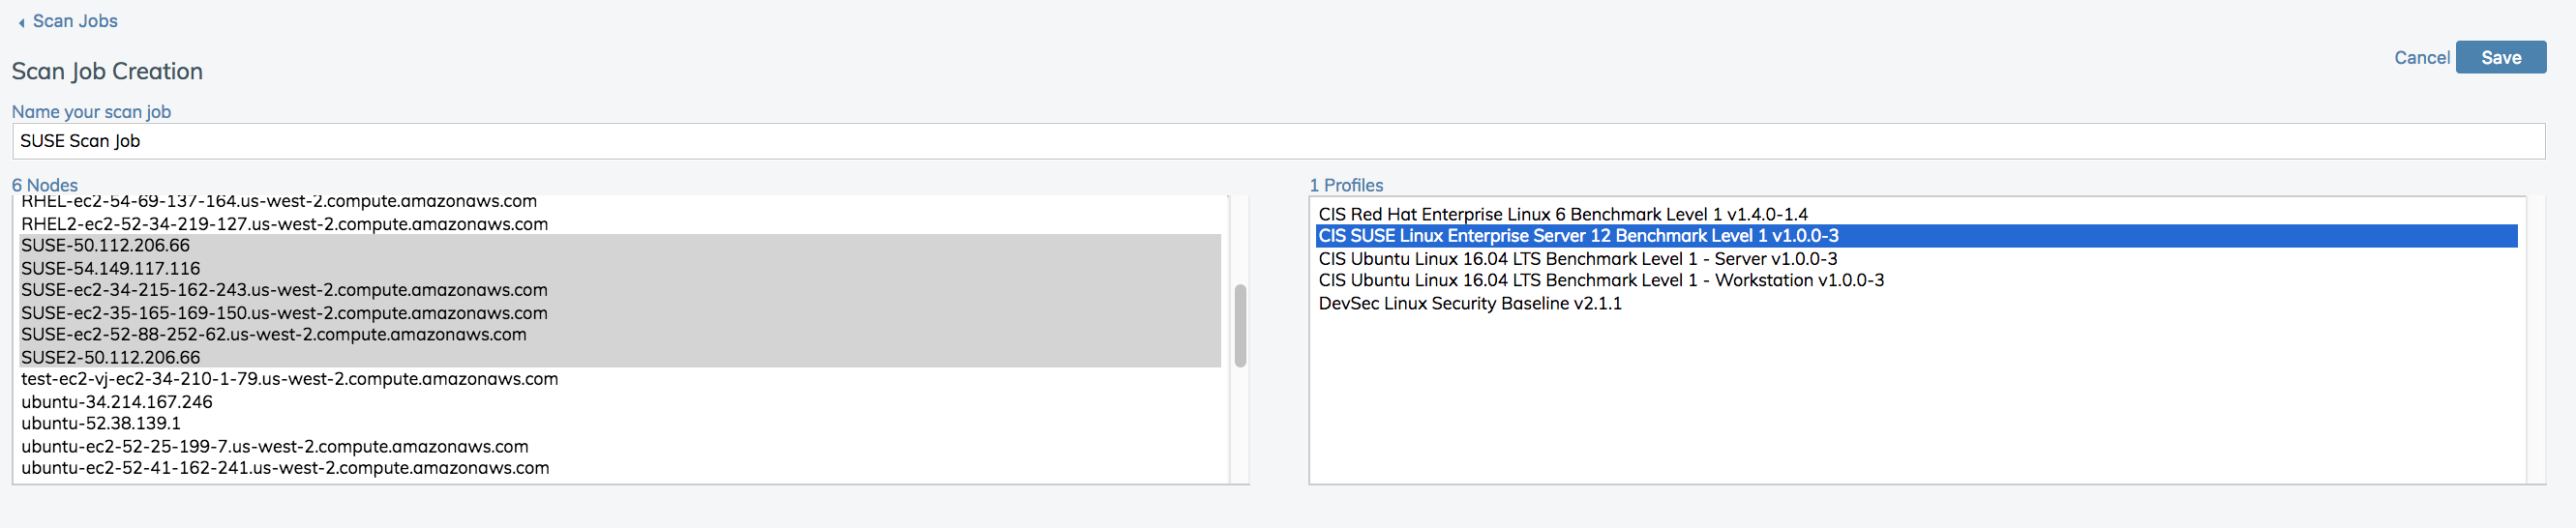 Scan Jobs
Scan Job Creation
Cancel Save
Name your scan job
SUSE Scan Job
6 Nodes
RHEL-ec2-54-69-137-164.us-west-2.compute.amazonaws.com
RHEL2-ec2-52-34-219-127.us-west-2.compute.amazonaws.com
SUSE-50.112.206.66
SUSE-54.149.117.116
SUSE-ec2-34-215-162-243.us-west-2.compute.amazonaws.com
SUSE-ec2-35-165-169-150.us-west-2.compute.amazonaws.com
SUSE-ec2-52-88-252-62.us-west-2.compute.amazonaws.com
SUSE2-50.112.206.66
test-ec2-vj-ec2-34-210-1-79.us-west-2.compute.amazonaws.com
ubuntu-34.214.167.246
ubuntu-52.38.139.1
ubuntu-ec2-52-25-199-7.us-west-2.compute.amazonaws.com
ubuntu-ec2-52-41-162-241.us-west-2.compute.amazonaws.com
1 Profiles
CIS Red Hat Enterprise Linux 6 Benchmark Level 1 v1.4.0-1.4
CIS SUSE Linux Enterprise Server 12 Benchmark Level 1 v1.0.0-3
CIS Ubuntu Linux 16.04 LTS Benchmark Level 1 - Server v1.0.0-3
CIS Ubuntu Linux 16.04 LTS Benchmark Level 1 - Workstation v1.0.0-3
DevSec Linux Security Baseline v2.1.1